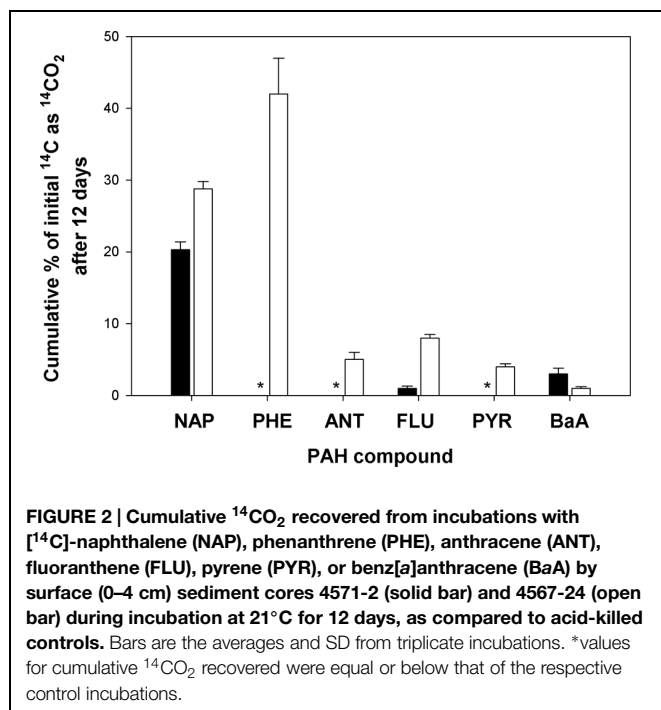 Cumulative % of initial ¹⁴C as ¹⁴CO₂
after 12 days
50
40
30
20
10
0
* * *
NAP PHE ANT FLU PYR BaA
PAH compound
FIGURE 2 | Cumulative ¹⁴CO₂ recovered from incubations with
[¹⁴C]-naphthalene (NAP), phenanthrene (PHE), anthracene (ANT),
fluoranthene (FLU), pyrene (PYR), or benz[a]anthracene (BaA) by
surface (0–4 cm) sediment cores 4571-2 (solid bar) and 4567-24 (open
bar) during incubation at 21°C for 12 days, as compared to acid-killed
controls. Bars are the averages and SD from triplicate incubations. *values
for cumulative ¹⁴CO₂ recovered were equal or below that of the respective
control incubations.